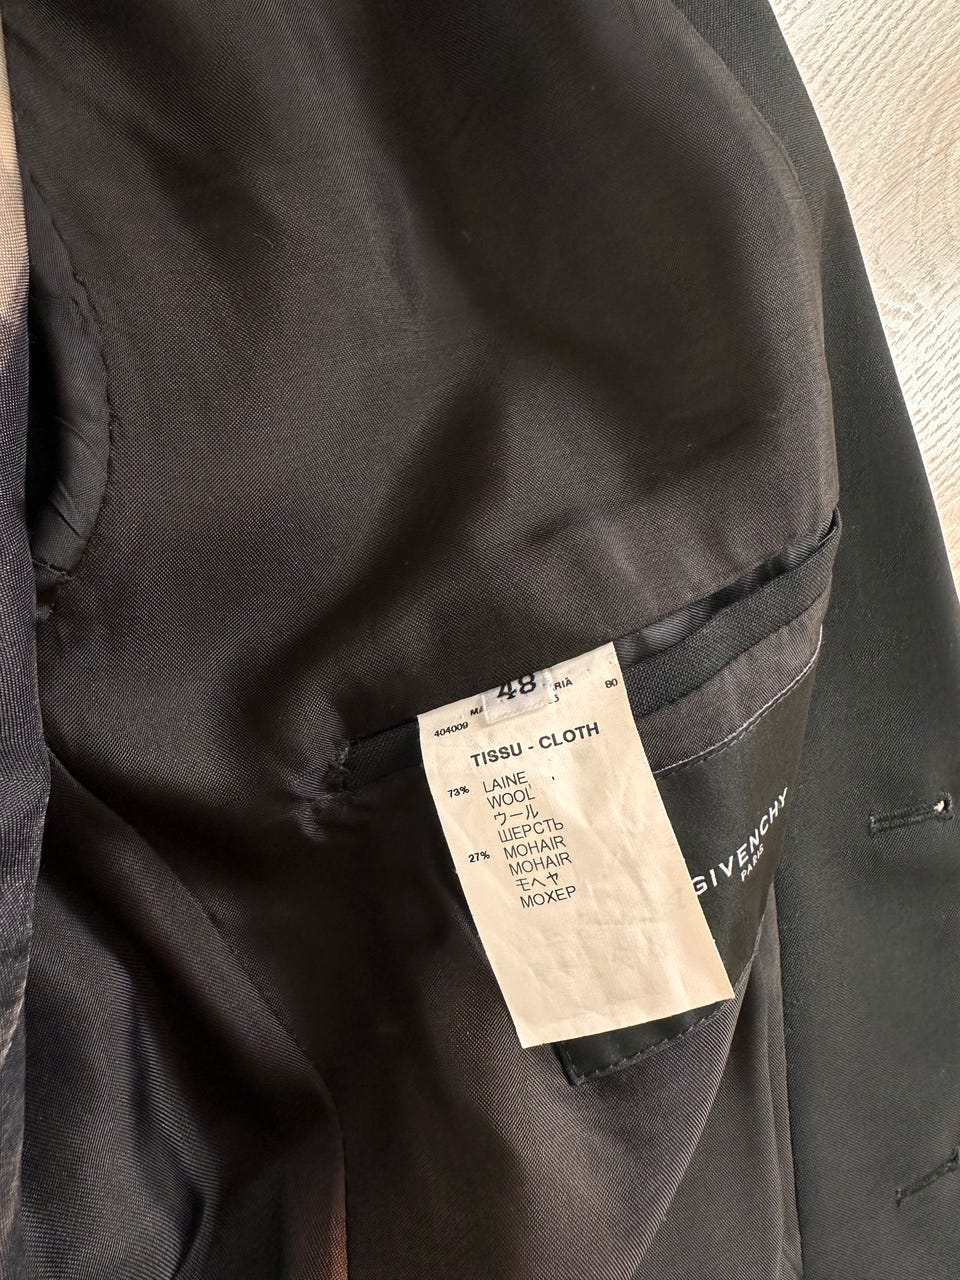 48
80
404009
TISSU - CLOTH
73% LAINE
WOOL
ウール
ШЕРСТЬ
27% MOHAIR
MOHAIR
モヘヤ
МОХЕР
GIVENCHY
PARIS